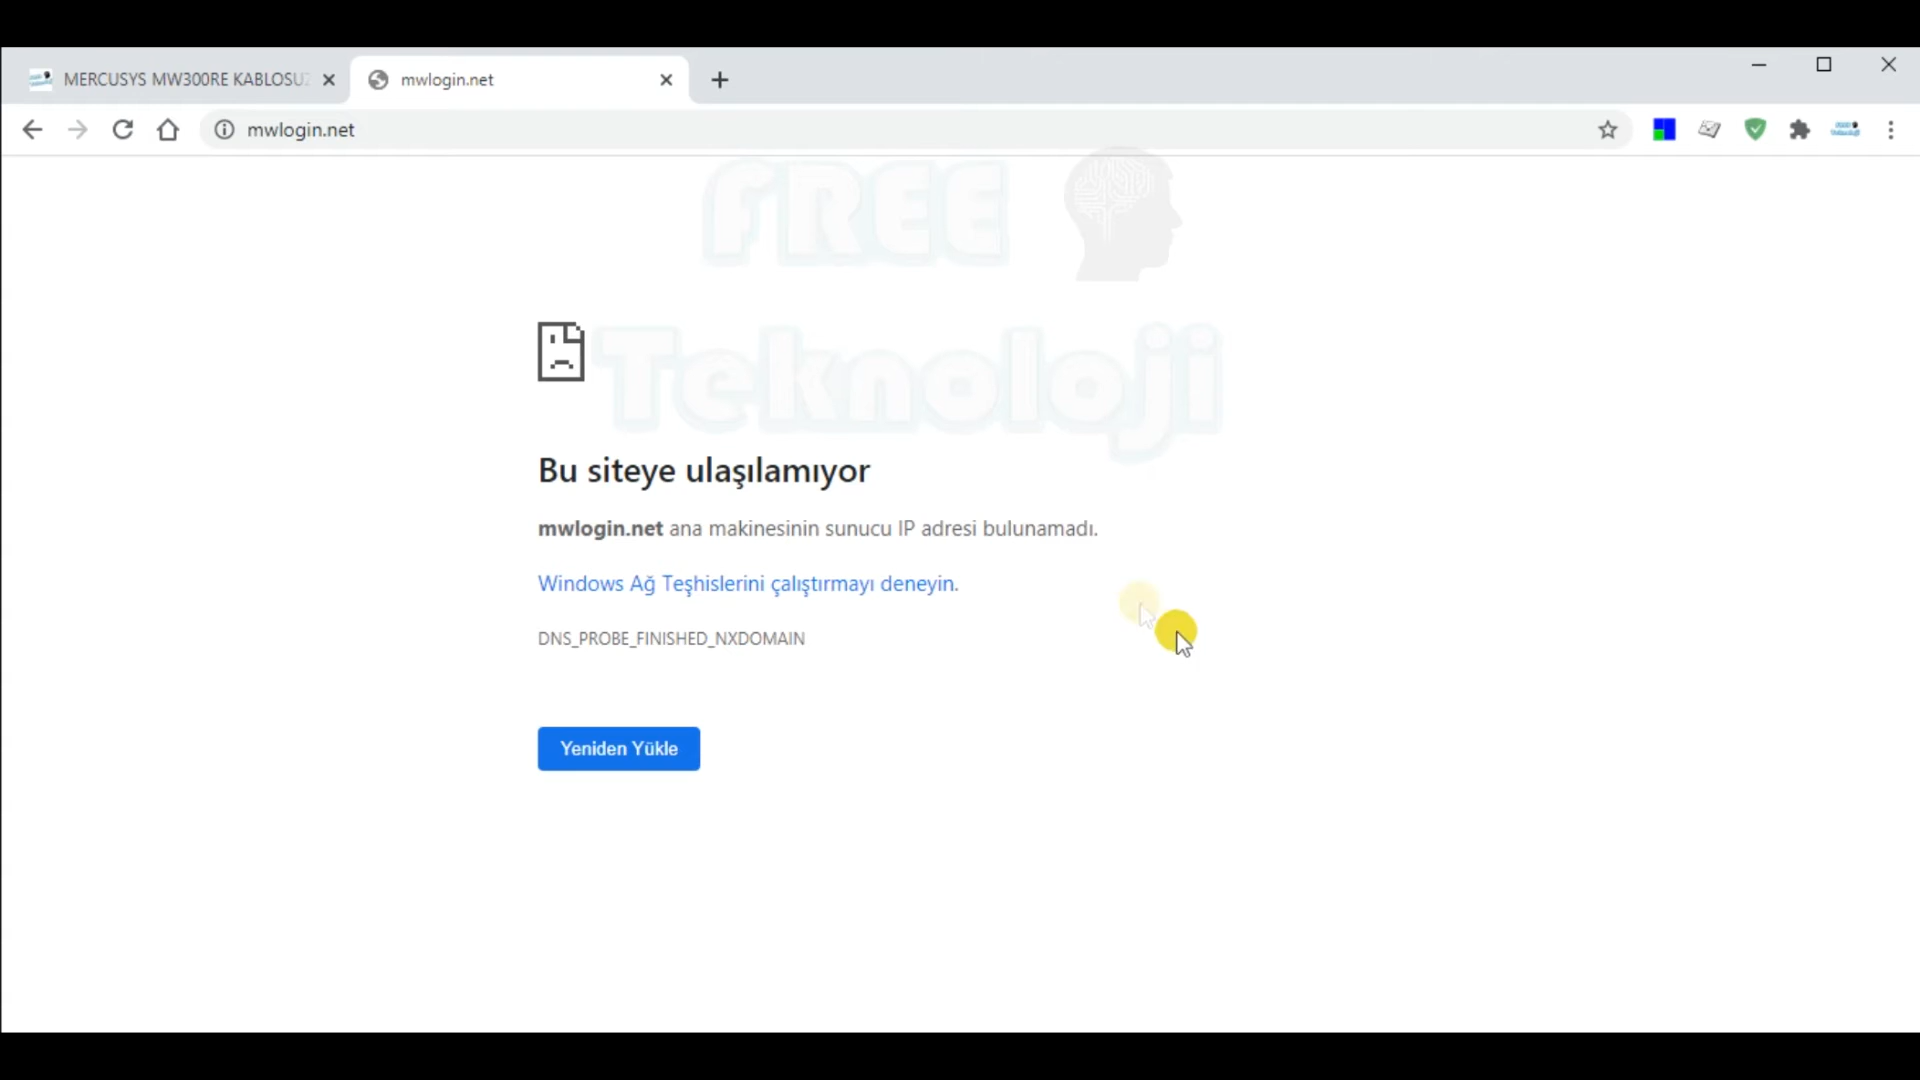 MERCUSYS MW300RE KABLOSUZ
mwlogin.net
mwlogin.net
FREE
Teknoloji
Bu siteye ulaşılamıyor
mwlogin.net ana makinesinin sunucu IP adresi bulunamadı.
Windows Ağ Teşhislerini çalıştırmayı deneyin.
DNS_PROBE_FINISHED_NXDOMAIN
Yeniden Yükle